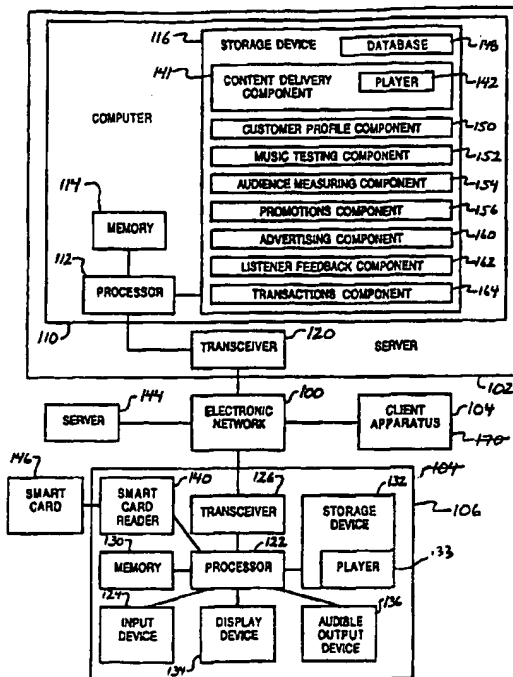 116
STORAGE DEVICE
DATABASE
148
141
CONTENT DELIVERY
COMPONENT
PLAYER
142
COMPUTER
CUSTOMER PROFILE COMPONENT
150
MUSIC TESTING COMPONENT
152
114
AUDIENCE MEASURING COMPONENT
154
MEMORY
PROMOTIONS COMPONENT
156
112
ADVERTISING COMPONENT
160
PROCESSOR
LISTENER FEEDBACK COMPONENT
162
TRANSACTIONS COMPONENT
164
110
120
TRANSCEIVER
SERVER
102
144
100
104
SERVER
ELECTRONIC
NETWORK
CLIENT
APPARATUS
170
146
140
126
132
104
SMART
CARD
SMART
CARD
READER
TRANSCEIVER
STORAGE
DEVICE
106
130
122
133
MEMORY
PROCESSOR
PLAYER
124
136
INPUT
DEVICE
DISPLAY
DEVICE
AUDIBLE
OUTPUT
DEVICE
134